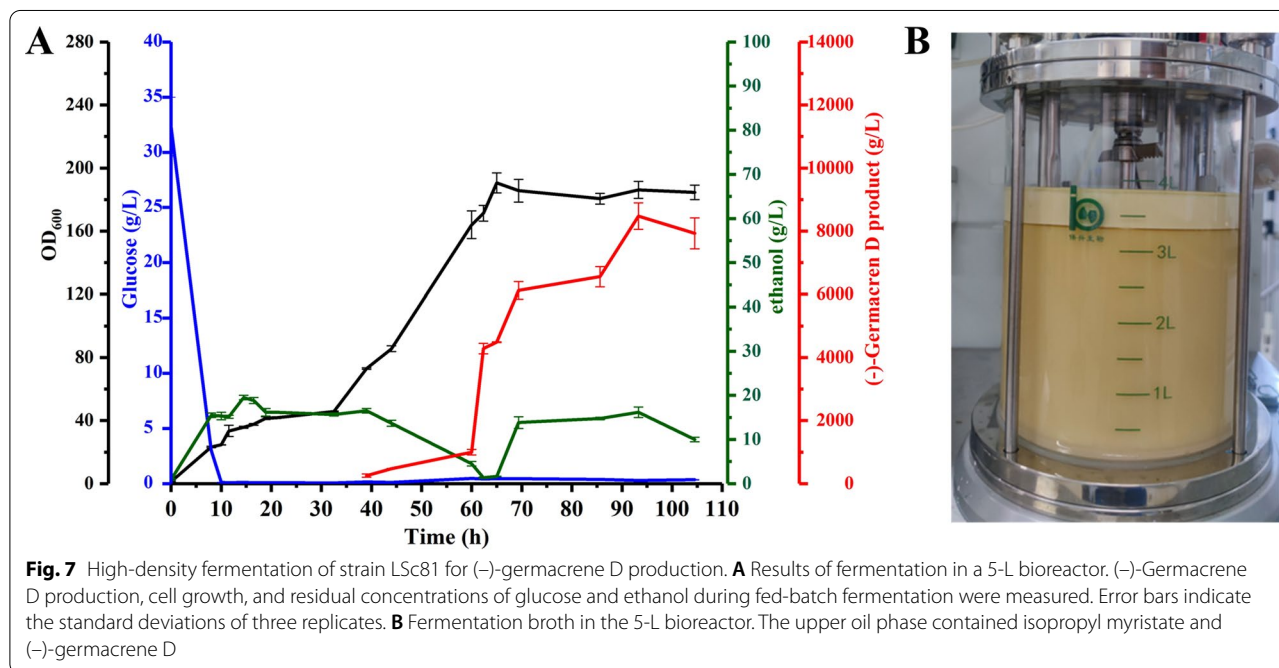 A
B
280
240
200
160
120
80
40
0
OD600
40
35
30
25
20
15
10
5
0
Glucose (g/L)
100
90
80
70
60
50
40
30
20
10
0
ethanol (g/L)
14000
12000
10000
8000
6000
4000
2000
0
(-)-Germacren D product (g/L)
0 10 20 30 40 50 60 70 80 90 100 110
Time (h)
4L
3L
2L
1L
Fig. 7 High-density fermentation of strain LSc81 for (–)-germacrene D production. A Results of fermentation in a 5-L bioreactor. (–)-Germacrene
D production, cell growth, and residual concentrations of glucose and ethanol during fed-batch fermentation were measured. Error bars indicate
the standard deviations of three replicates. B Fermentation broth in the 5-L bioreactor. The upper oil phase contained isopropyl myristate and
(–)-germacrene D